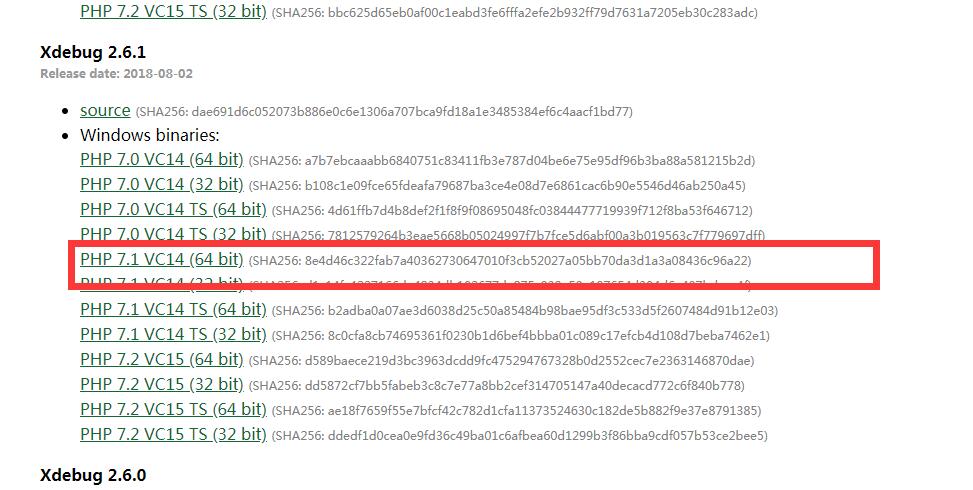 PHP 7.2 VC15 TS (32 bit) (SHA256: bbc625d65eb0af00c1eabd3fe6fffa2efe2b932ff79d7631a7205eb30c283adc)
Xdebug 2.6.1
Release date: 2018-08-02
• source (SHA256: dae691d6c052073b886e0c6e1306a707bca9fd18a1e3485384ef6c4aacf1bd77)
• Windows binaries:
PHP 7.0 VC14 (64 bit) (SHA256: a7b7ebcaaabb6840751c83411fb3e787d04be6e75e95df96b3ba88a581215b2d)
PHP 7.0 VC14 (32 bit) (SHA256: b108c1e09fce65fdeafa79687ba3ce4e08d7e6861cac6b90e5546d46ab250a45)
PHP 7.0 VC14 TS (64 bit) (SHA256: 4d61ffb7d4b8def2f1f8f9f08695048fc03844477719939f712f8ba53f646712)
PHP 7.0 VC14 TS (32 bit) (SHA256: 7812579264b3eae5668b05024997f7b7fce5d6abf00a3b019563c7f779697dff)
PHP 7.1 VC14 (64 bit) (SHA256: 8e4d46c322fab7a40362730647010f3cb52027a05bb70da3d1a3a08436c96a22)
PHP 7.1 VC14 (32 bit)
PHP 7.1 VC14 TS (64 bit) (SHA256: b2adba0a07ae3d6038d25c50a85484b98bae95df3c533d5f2607484d91b12e03)
PHP 7.1 VC14 TS (32 bit) (SHA256: 8c0cfa8cb74695361f0230b1d6bef4bbba01c089c17efcb4d108d7beba7462e1)
PHP 7.2 VC15 (64 bit) (SHA256: d589baece219d3bc3963dcdd9fc475294767328b0d2552cec7e2363146870dae)
PHP 7.2 VC15 (32 bit) (SHA256: dd5872cf7bb5fabeb3c8c7e77a8bb2cef314705147a40decacd772c6f840b778)
PHP 7.2 VC15 TS (64 bit) (SHA256: ae18f7659f55e7bfcf42c782d1cfa11373524630c182de5b882f9e37e8791385)
PHP 7.2 VC15 TS (32 bit) (SHA256: ddedf1d0cea0e9fd36c49ba01c6afbea60d1299b3f86bba9cdf057b53ce2bee5)
Xdebug 2.6.0